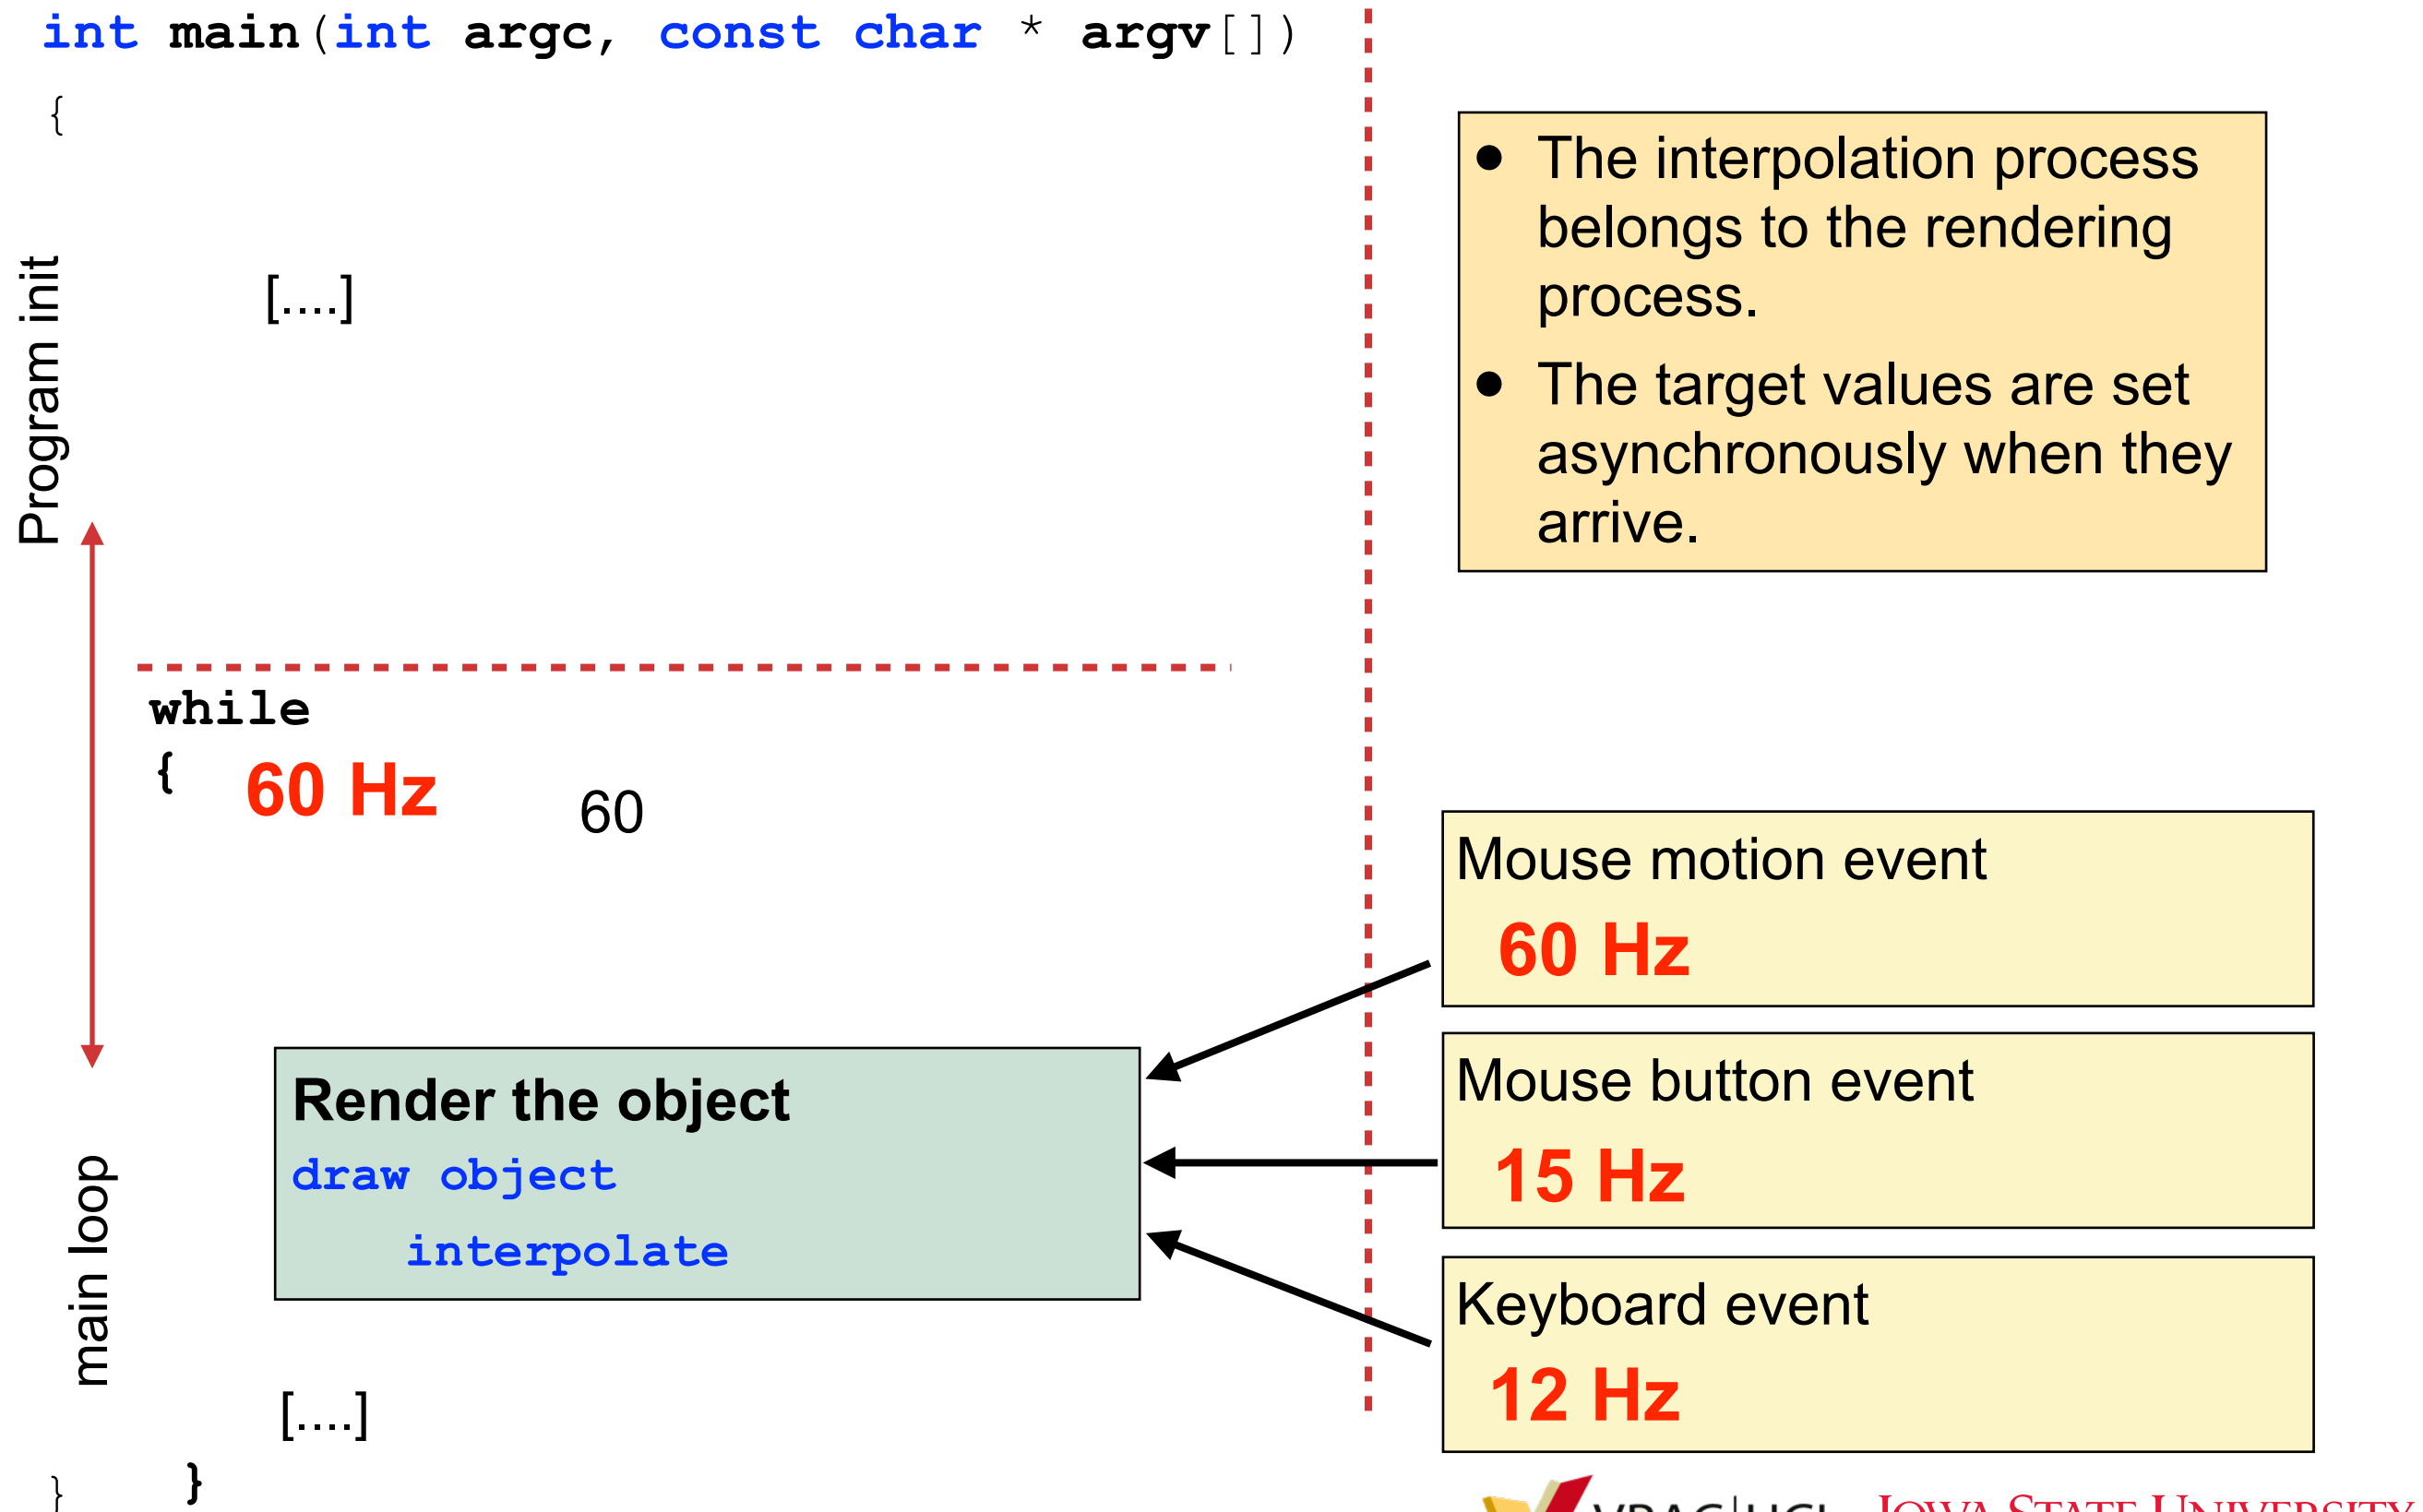 int main(int argc, const char * argv[])
{
Program init
[....]
while
{
60 Hz
60
Render the object
draw object
interpolate
main loop
[....]
}
}
● The interpolation process
belongs to the rendering
process.
● The target values are set
asynchronously when they
arrive.
Mouse motion event
60 Hz
Mouse button event
15 Hz
Keyboard event
12 Hz
VRAC|HCI
IOWA STATE UNIVERSITY